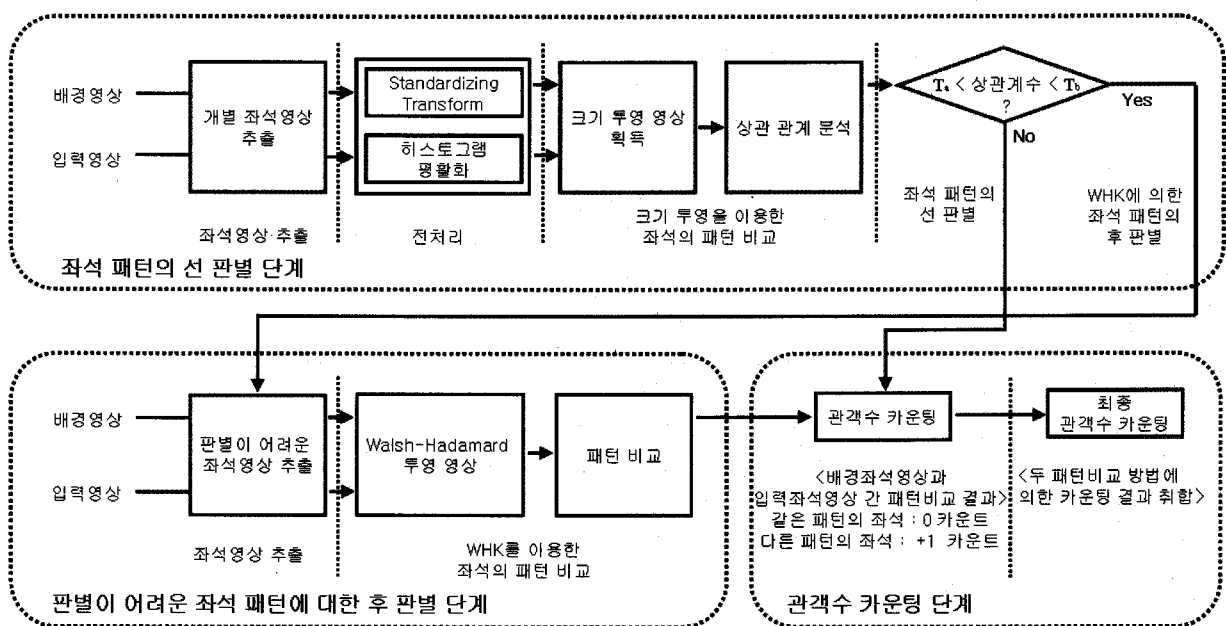 배경영상
입력영상
개별 좌석영상
추출
Standardizing
Transform
히스토그램
평활화
크기 투영 영상
획득
상관 관계 분석
Ta < 상관계수 < Tb
?
Yes
No
좌석영상 추출
전처리
크기 투영을 이용한
좌석의 패턴 비교
좌석 패턴의
선 판별
WHK에 의한
좌석 패턴의
후 판별
좌석 패턴의 선 판별 단계
배경영상
입력영상
판별이 어려운
좌석영상 추출
Walsh-Hadamard
투영 영상
패턴 비교
좌석영상 추출
WHK를 이용한
좌석의 패턴 비교
판별이 어려운 좌석 패턴에 대한 후 판별 단계
관객수 카운팅
최종
관객수 카운팅
<배경좌석영상과
입력좌석영상 간 패턴비교 결과>
같은 패턴의 좌석 : 0 카운트
다른 패턴의 좌석 : +1 카운트
<두 패턴비교 방법에
의한 카운팅 결과 취합>
관객수 카운팅 단계